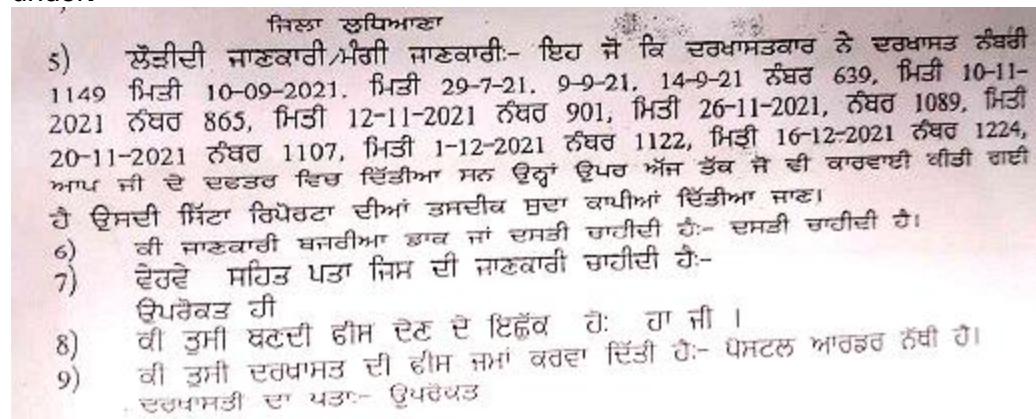 ਜਿਲਾ ਲੁਧਿਆਣਾ
5) ਲੋੜੀਦੀ ਜਾਣਕਾਰੀ/ਮੰਗੀ ਜਾਣਕਾਰੀ:- ਇਹ ਜੋ ਕਿ ਦਰਖਾਸਤਕਾਰ ਨੇ ਦਰਖਾਸਤ ਨੰਬਰੀ
1149 ਮਿਤੀ 10-09-2021. ਮਿਤੀ 29-7-21. 9-9-21, 14-9-21 ਨੰਬਰ 639, ਮਿਤੀ 10-11-
2021 ਨੰਬਰ 865, ਮਿਤੀ 12-11-2021 ਨੰਬਰ 901, ਮਿਤੀ 26-11-2021, ਨੰਬਰ 1089, ਮਿਤੀ
20-11-2021 ਨੰਬਰ 1107, ਮਿਤੀ 1-12-2021 ਨੰਬਰ 1122, ਮਿਤੀ 16-12-2021 ਨੰਬਰ 1224,
ਆਪ ਜੀ ਦੇ ਦਫਤਰ ਵਿਚ ਦਿੱਤੀਆ ਸਨ ਉਨ੍ਹਾਂ ਉਪਰ ਅੱਜ ਤੱਕ ਜੋ ਵੀ ਕਾਰਵਾਈ ਕੀਤੀ ਗਈ
ਹੈ ਉਸਦੀ ਸਿੱਟਾ ਰਿਪੋਰਟਾ ਦੀਆਂ ਤਸਦੀਕ ਸੁਦਾ ਕਾਪੀਆਂ ਦਿੱਤੀਆ ਜਾਣ।
6) ਕੀ ਜਾਣਕਾਰੀ ਬਜਰੀਆ ਡਾਕ ਜਾਂ ਦਸਤੀ ਚਾਹੀਦੀ ਹੈ:- ਦਸਤੀ ਚਾਹੀਦੀ ਹੈ।
7) ਵੇਰਵੇ ਸਹਿਤ ਪਤਾ ਜਿਸ ਦੀ ਜਾਣਕਾਰੀ ਚਾਹੀਦੀ ਹੈ:-
ਉਪਰੋਕਤ ਹੀ
8) ਕੀ ਤੁਸੀ ਬਣਦੀ ਫੀਸ ਦੇਣ ਦੇ ਇਛੁੱਕ ਹੋ: ਹਾ ਜੀ ।
9) ਕੀ ਤੁਸੀ ਦਰਖਾਸਤ ਦੀ ਫੀਸ ਜਮਾਂ ਕਰਵਾ ਦਿੱਤੀ ਹੈ:- ਪੋਸਟਲ ਆਰਡਰ ਨੱਥੀ ਹੈ।
ਦਰਖਾਸਤੀ ਦਾ ਪਤਾ:- ਉਪਰੋਕਤ